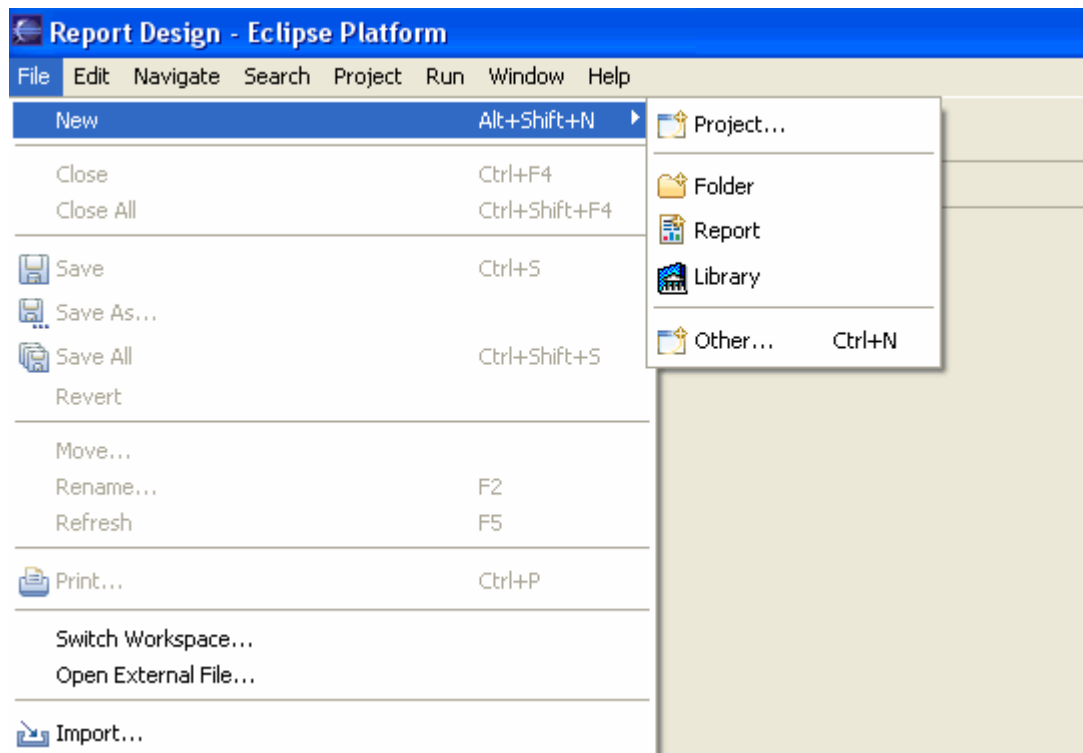 Report Design - Eclipse Platform
File Edit Navigate Search Project Run Window Help
New Alt+Shift+N
Close Ctrl+F4
Close All Ctrl+Shift+F4
Save Ctrl+S
Save As...
Save All Ctrl+Shift+S
Revert
Move...
Rename... F2
Refresh F5
Print... Ctrl+P
Switch Workspace...
Open External File...
Import...
Project...
Folder
Report
Library
Other... Ctrl+N